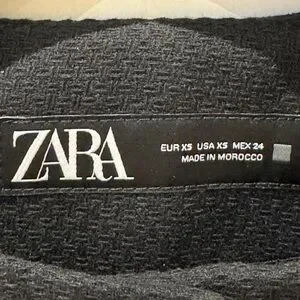 ZARA
EUR XS USA XS MEX 24
MADE IN MOROCCO